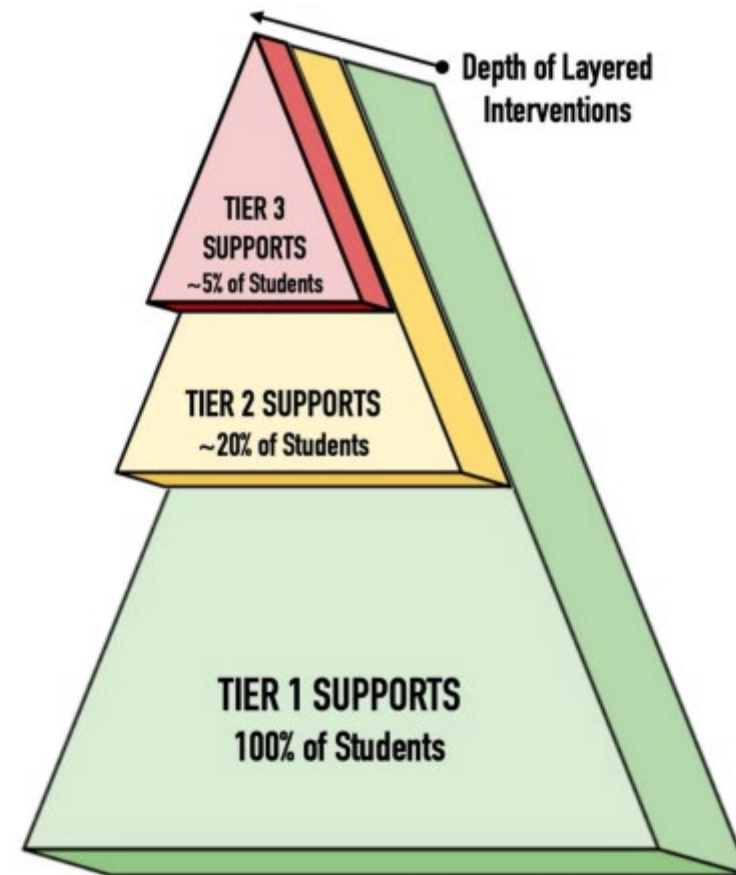 Depth of Layered
Interventions
TIER 3
SUPPORTS
~5% of Students
TIER 2 SUPPORTS
~20% of Students
TIER 1 SUPPORTS
100% of Students